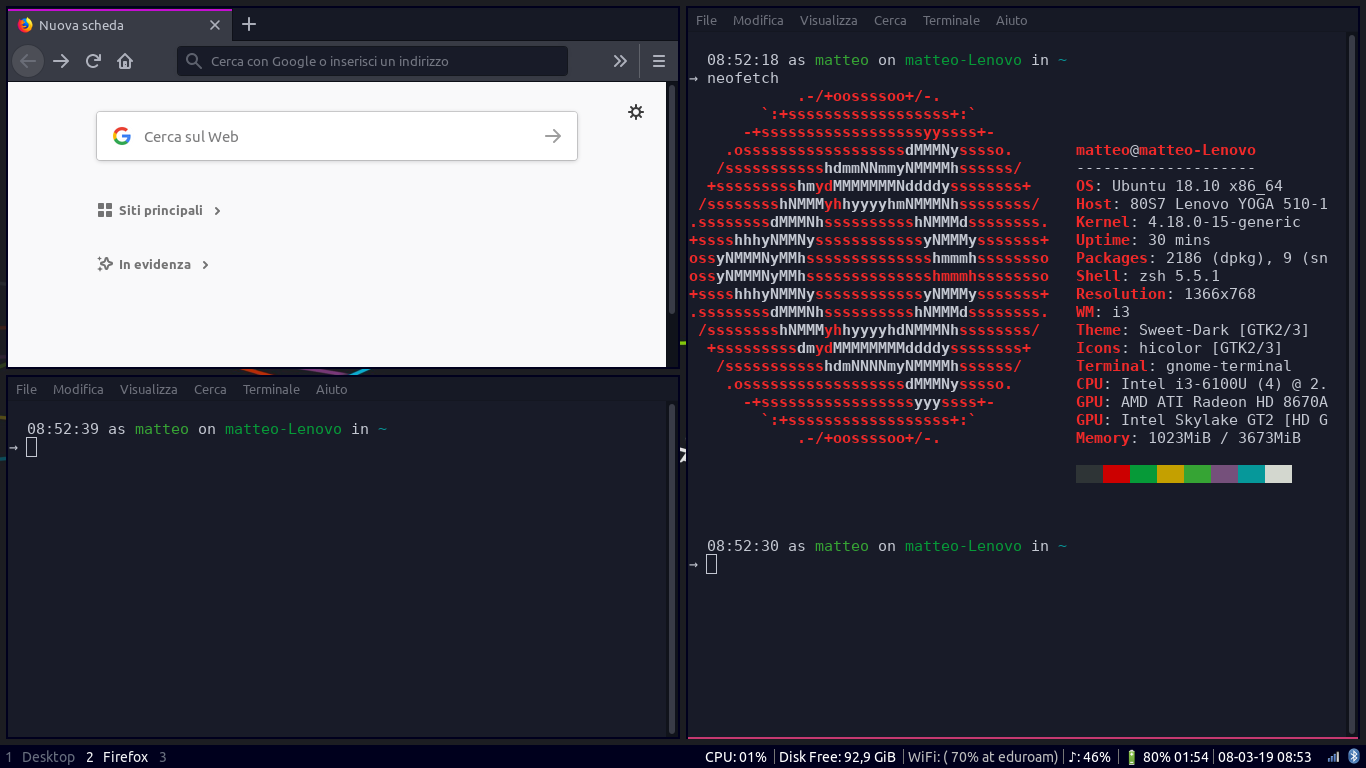 Nuova scheda
Cerca con Google o inserisci un indirizzo
Cerca sul Web
Siti principali
In evidenza
File Modifica Visualizza Cerca Terminale Aiuto
08:52:39 as matteo on matteo-Lenovo in ~
→
File Modifica Visualizza Cerca Terminale Aiuto
08:52:18 as matteo on matteo-Lenovo in ~
→ neofetch
.-/+oossssoo+/-.
`:+ssssssssssssssssss+:`
-+ssssssssssssssssssyyssss+-
.ossssssssssssssssssdMMMNysssso. matteo@matteo-Lenovo
/ssssssssssshdmmNNmmyNMMMMhssssss/ --------------------
+ssssssssshmydMMMMMMMNddddyssssssss+ OS: Ubuntu 18.10 x86_64
/sssssssshNMMMyhhyyyyhmNMMMNhssssssss/ Host: 80S7 Lenovo YOGA 510-1
.ssssssssdMMMNhsssssssssshNMMMdssssssss. Kernel: 4.18.0-15-generic
+sssshhhyNMMNyssssssssssssyNMMMysssssss+ Uptime: 30 mins
ossyNMMMNyMMhsssssssssssssshmmmhssssssso Packages: 2186 (dpkg), 9 (sn
ossyNMMMNyMMhsssssssssssssshmmmhssssssso Shell: zsh 5.5.1
+sssshhhyNMMNyssssssssssssyNMMMysssssss+ Resolution: 1366x768
.ssssssssdMMMNhsssssssssshNMMMdssssssss. WM: i3
/sssssssshNMMMyhhyyyyhdNMMMNhssssssss/ Theme: Sweet-Dark [GTK2/3]
+sssssssssdmydMMMMMMMMddddyssssssss+ Icons: hicolor [GTK2/3]
/ssssssssssshdmNNNNmyNMMMMhssssss/ Terminal: gnome-terminal
.ossssssssssssssssssdMMMNysssso. CPU: Intel i3-6100U (4) @ 2.
-+sssssssssssssssssyyyssss+- GPU: AMD ATI Radeon HD 8670A
`:+ssssssssssssssssss+:` GPU: Intel Skylake GT2 [HD G
.-/+oossssoo+/-. Memory: 1023MiB / 3673MiB
08:52:30 as matteo on matteo-Lenovo in ~
→
1 Desktop 2 Firefox 3 CPU: 01% | Disk Free: 92,9 GiB | WiFi: ( 70% at eduroam) | ♪: 46% | 80% 01:54 | 08-03-19 08:53